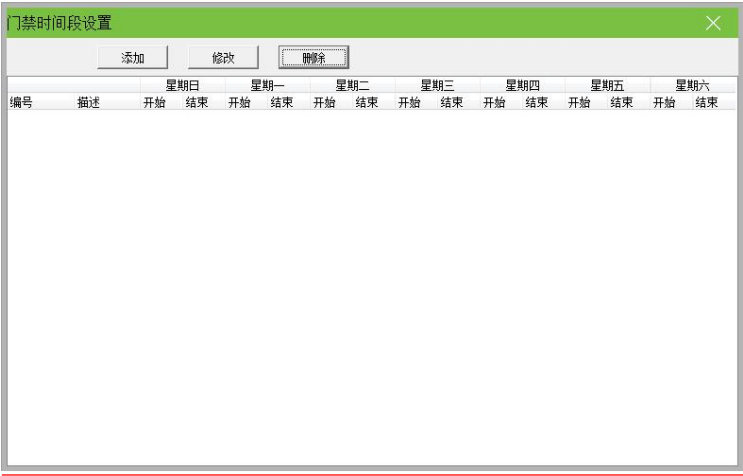 门禁时间段设置
添加 修改 删除
星期日 星期一 星期二 星期三 星期四 星期五 星期六
编号 描述 开始 结束 开始 结束 开始 结束 开始 结束 开始 结束 开始 结束 开始 结束